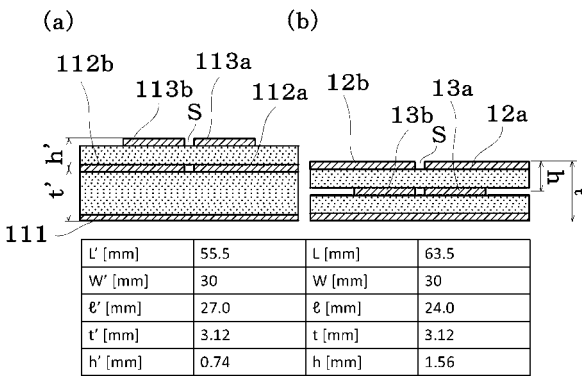 (a) (b)
112b 113a
113b 112a
S
h'
t'
111
12b 13a
13b 12a
S
h
t
L' [mm] 55.5 L [mm] 63.5
W' [mm] 30 W [mm] 30
ℓ' [mm] 27.0 ℓ [mm] 24.0
t' [mm] 3.12 t [mm] 3.12
h' [mm] 0.74 h [mm] 1.56